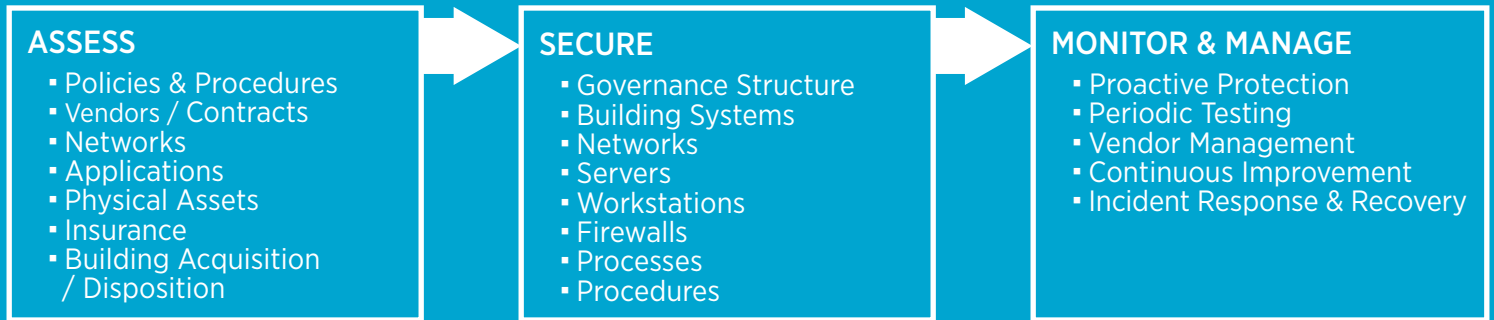 ASSESS
▪ Policies & Procedures
▪ Vendors / Contracts
▪ Networks
▪ Applications
▪ Physical Assets
▪ Insurance
▪ Building Acquisition
/ Disposition
SECURE
▪ Governance Structure
▪ Building Systems
▪ Networks
▪ Servers
▪ Workstations
▪ Firewalls
▪ Processes
▪ Procedures
MONITOR & MANAGE
▪ Proactive Protection
▪ Periodic Testing
▪ Vendor Management
▪ Continuous Improvement
▪ Incident Response & Recovery